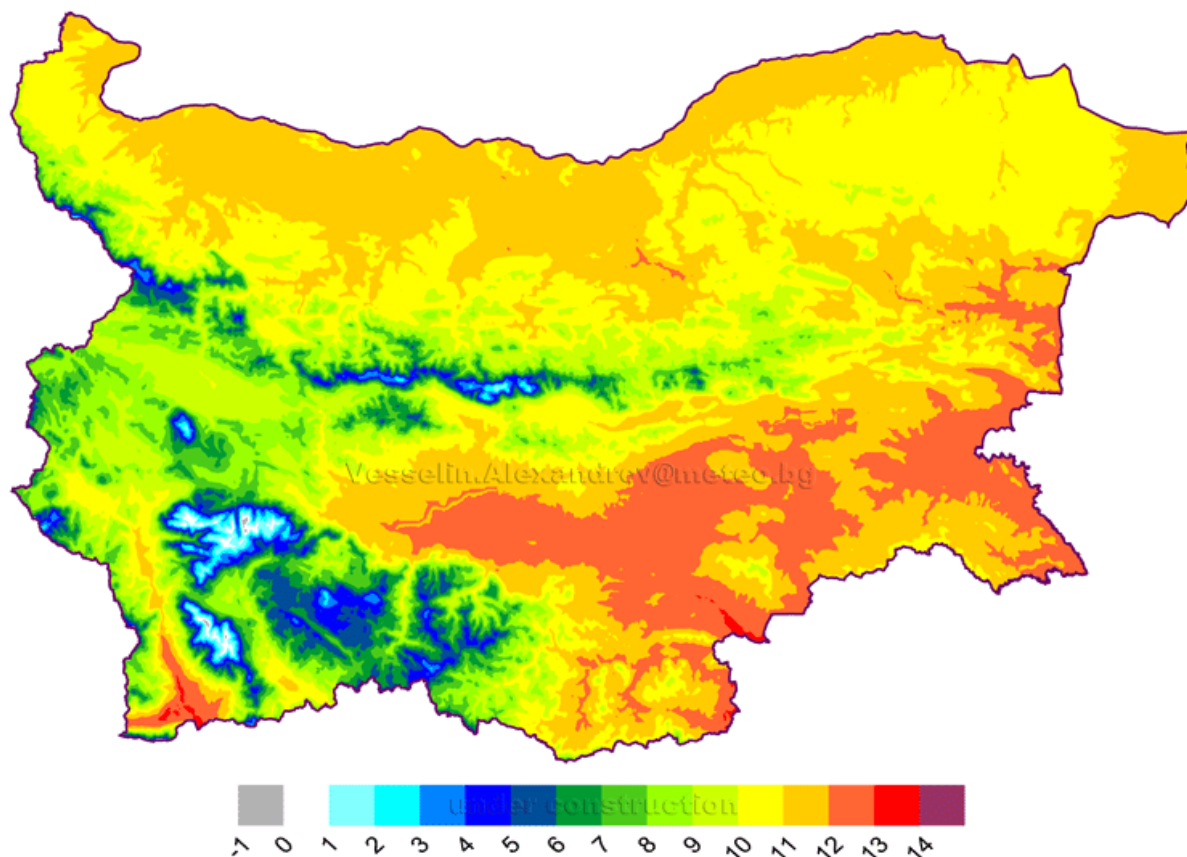 Vesselin.Alexandrov@meteo.bg
under construction
-1 0 1 2 3 4 5 6 7 8 9 10 11 12 13 14